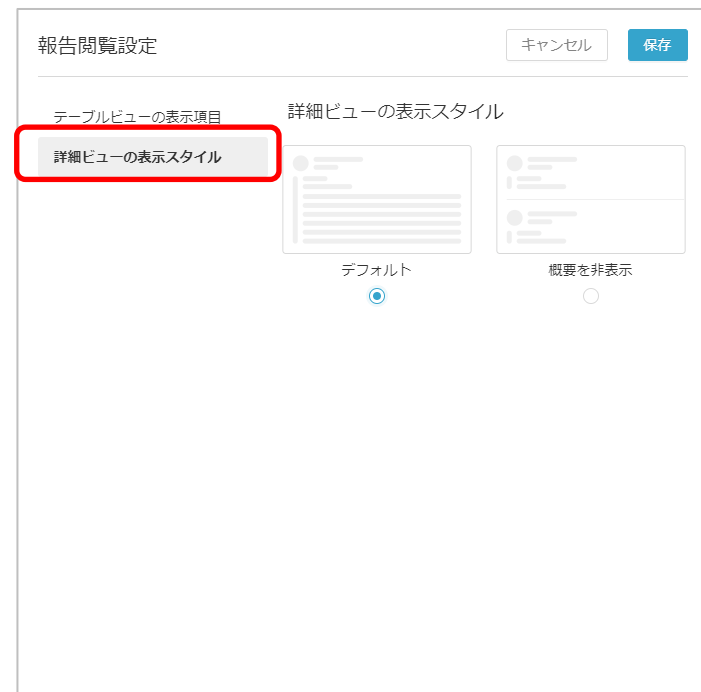 報告閲覧設定
キャンセル
保存
テーブルビューの表示項目
詳細ビューの表示スタイル
詳細ビューの表示スタイル
デフォルト
概要を非表示